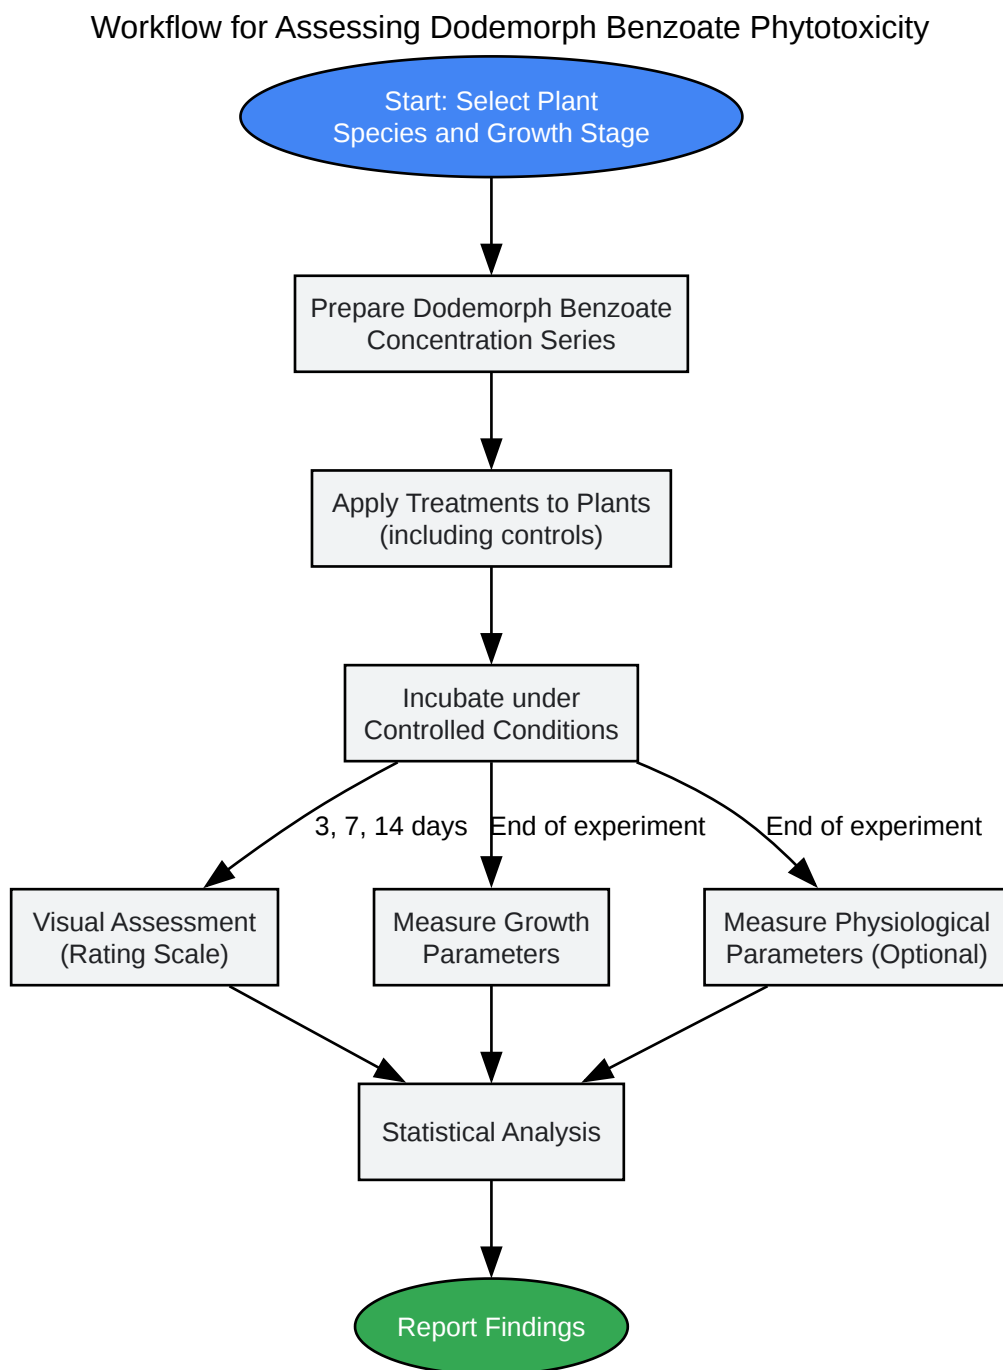 Workflow for Assessing Dodemorph Benzoate Phytotoxicity
Start: Select Plant
Species and Growth Stage
Prepare Dodemorph Benzoate
Concentration Series
Apply Treatments to Plants
(including controls)
Incubate under
Controlled Conditions
3, 7, 14 days
End of experiment
End of experiment
Visual Assessment
(Rating Scale)
Measure Growth
Parameters
Measure Physiological
Parameters (Optional)
Statistical Analysis
Report Findings